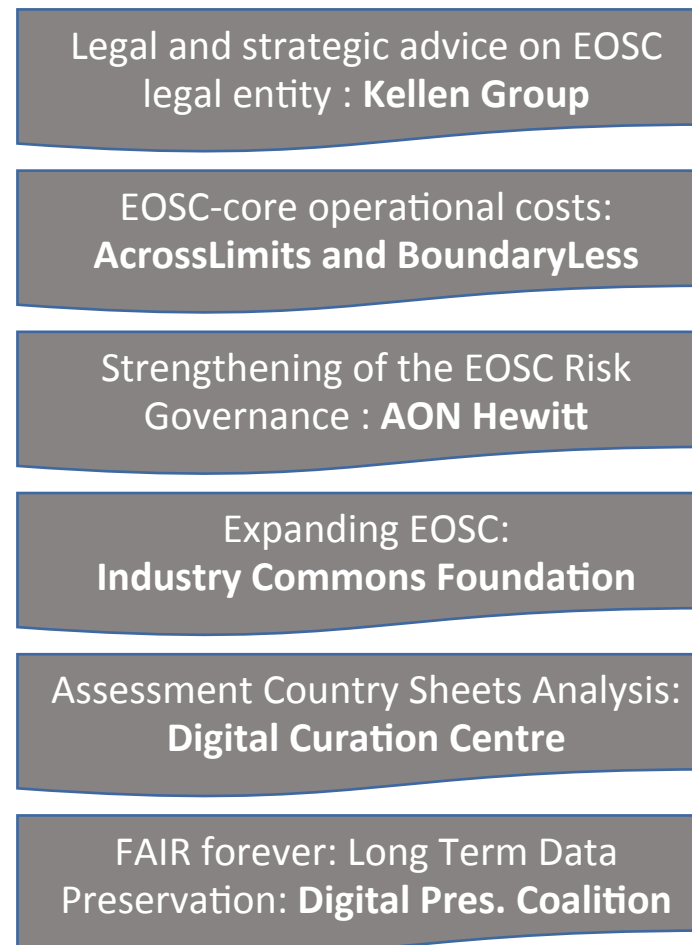 Legal and strategic advice on EOSC
legal entity : Kellen Group
EOSC-core operational costs:
AcrossLimits and BoundaryLess
Strengthening of the EOSC Risk
Governance : AON Hewitt
Expanding EOSC:
Industry Commons Foundation
Assessment Country Sheets Analysis:
Digital Curation Centre
FAIR forever: Long Term Data
Preservation: Digital Pres. Coalition